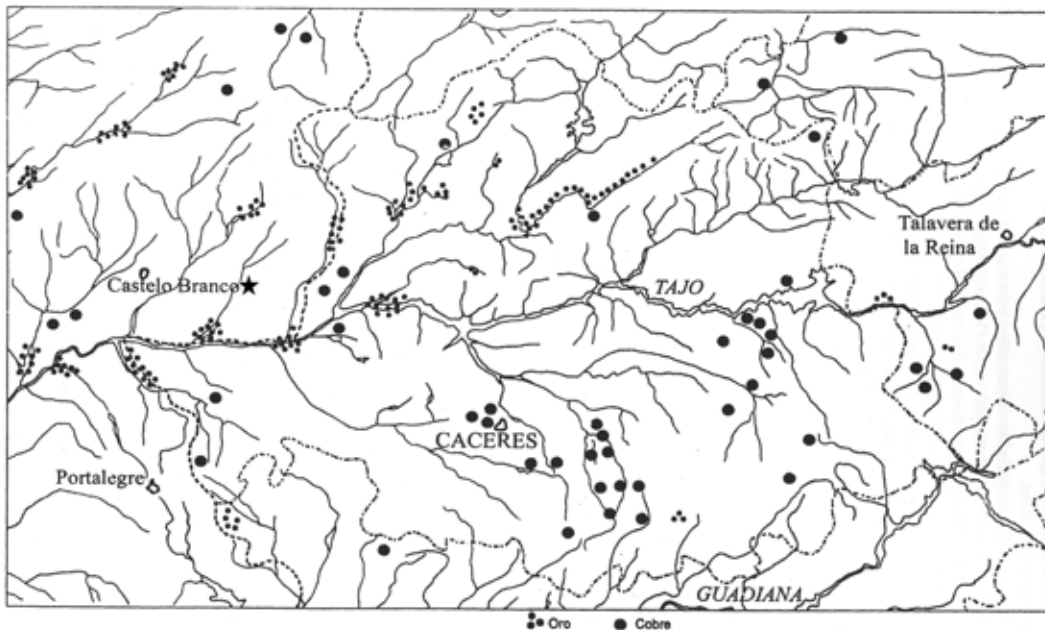 Talavera de
la Reina
Castelo Branco
TAJO
CACERES
Portalegre
GUADIANA
Oro Cobre